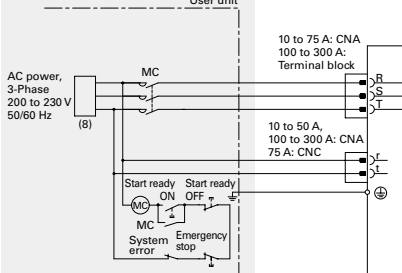 User unit
10 to 75 A: CNA
100 to 300 A:
Terminal block
AC power,
3-Phase
200 to 230 V
50/60 Hz
(8)
MC
R
S
T
10 to 50 A,
100 to 300 A: CNA
75 A: CNC
r
t
Start ready
ON
Start ready
OFF
MC
MC
System
error
Emergency
stop